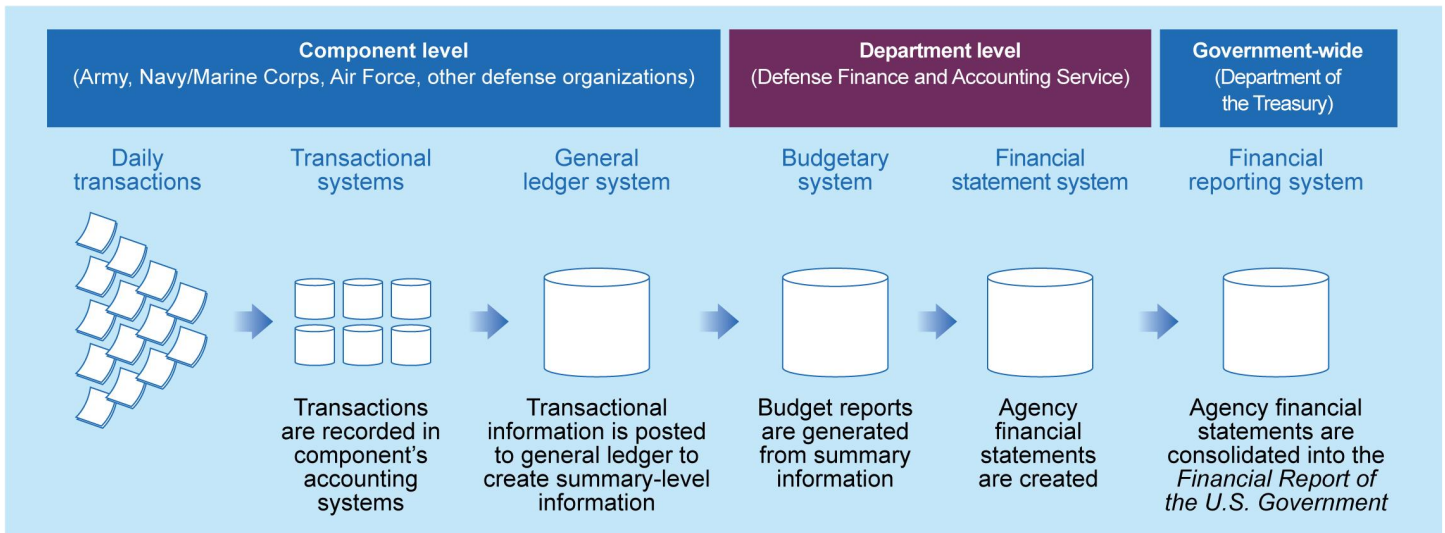 Component level
(Army, Navy/Marine Corps, Air Force, other defense organizations)
Department level
(Defense Finance and Accounting Service)
Government-wide
(Department of
the Treasury)
Daily
transactions
Transactional
systems
General
ledger system
Budgetary
system
Financial
statement system
Financial
reporting system
Transactions
are recorded in
component’s
accounting
systems
Transactional
information is posted
to general ledger to
create summary-level
information
Budget reports
are generated
from summary
information
Agency
financial
statements
are created
Agency financial
statements are
consolidated into the
Financial Report of
the U.S. Government